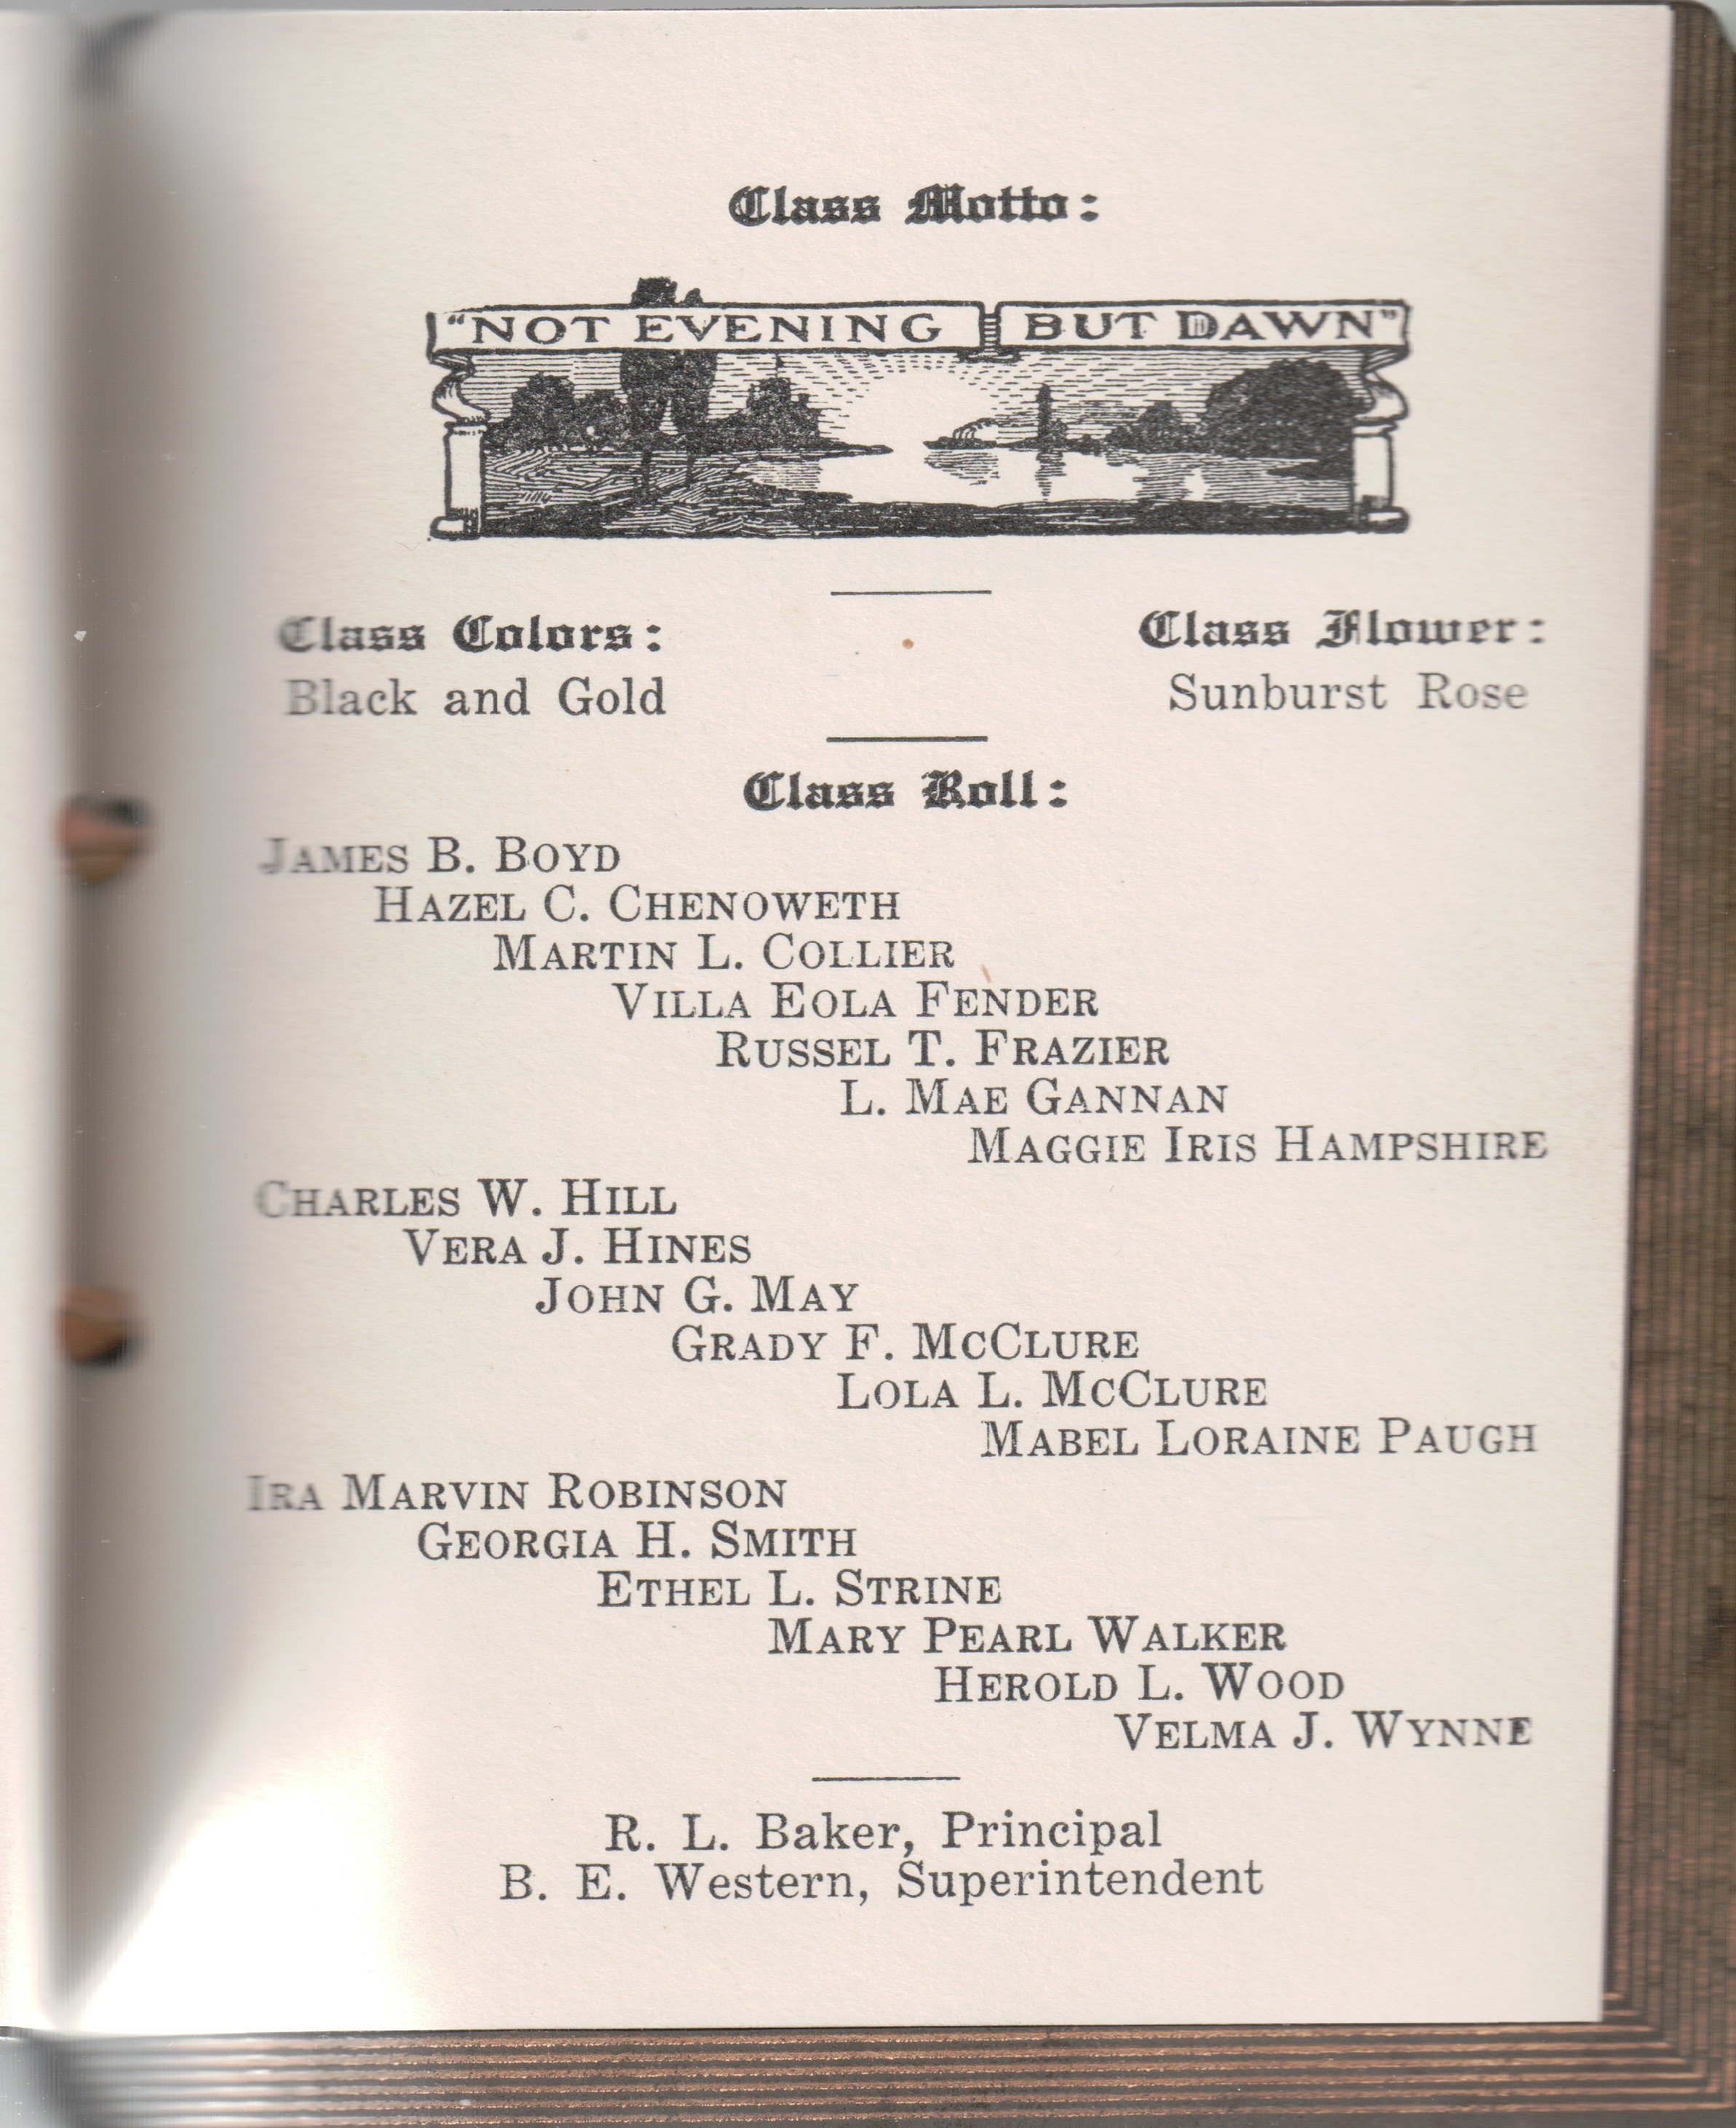 Class Motto:
"NOT EVENING BUT DAWN"
Class Colors:
Black and Gold
Class Flower:
Sunburst Rose
Class Roll:
JAMES B. BOYD
HAZEL C. CHENOWETH
MARTIN L. COLLIER
VILLA EOLA FENDER
RUSSEL T. FRAZIER
L. MAE GANNAN
MAGGIE IRIS HAMPSHIRE
CHARLES W. HILL
VERA J. HINES
JOHN G. MAY
GRADY F. MCCLURE
LOLA L. MCCLURE
MABEL LORAINE PAUGH
IRA MARVIN ROBINSON
GEORGIA H. SMITH
ETHEL L. STRINE
MARY PEARL WALKER
HEROLD L. WOOD
VELMA J. WYNNE
R. L. Baker, Principal
B. E. Western, Superintendent